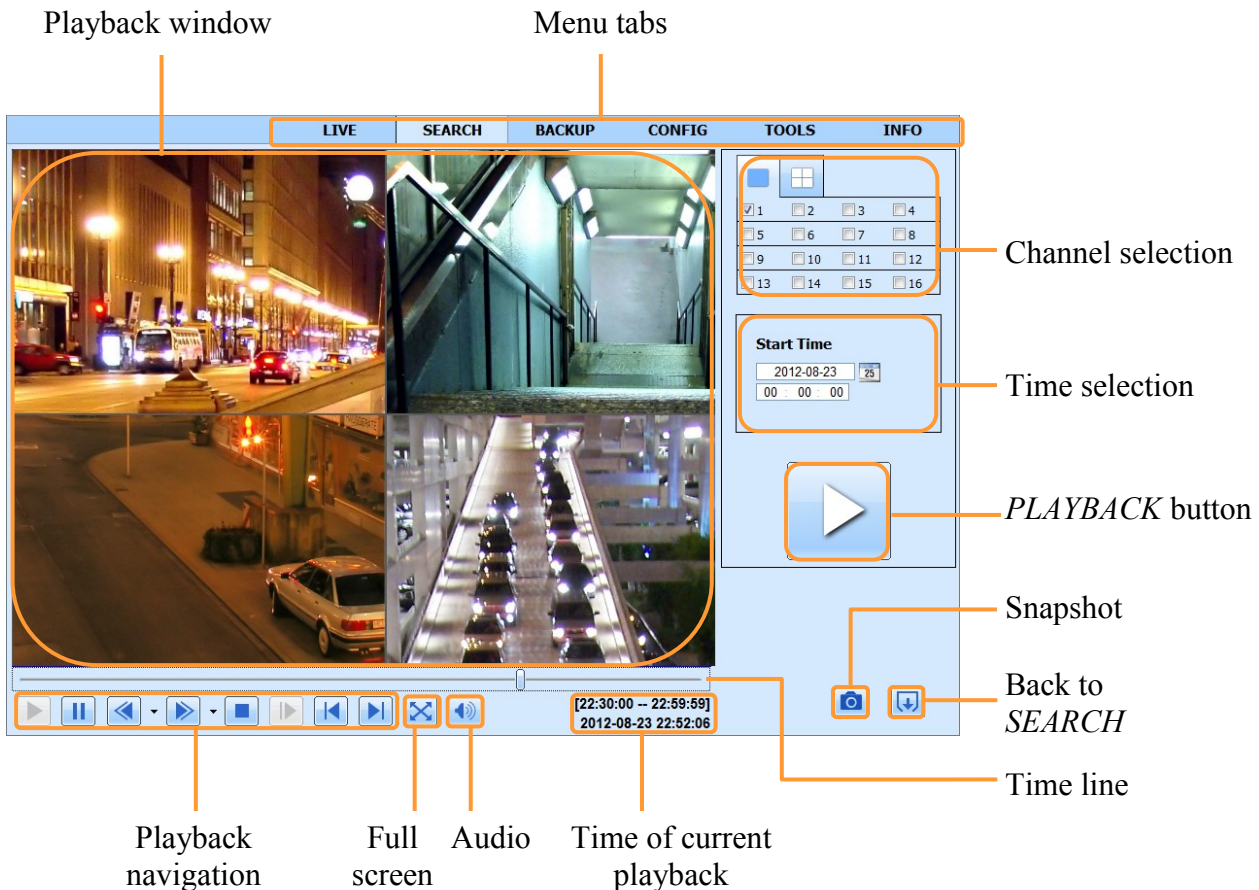 Playback window
Menu tabs
LIVE SEARCH BACKUP CONFIG TOOLS INFO
1 2 3 4
5 6 7 8
9 10 11 12
13 14 15 16
Channel selection
Start Time
2012-08-23 25
00 : 00 : 00
Time selection
PLAYBACK button
Snapshot
Back to
SEARCH
[22:30:00 -- 22:59:59]
2012-08-23 22:52:06
Time line
Playback
navigation
Full
screen
Audio
Time of current
playback